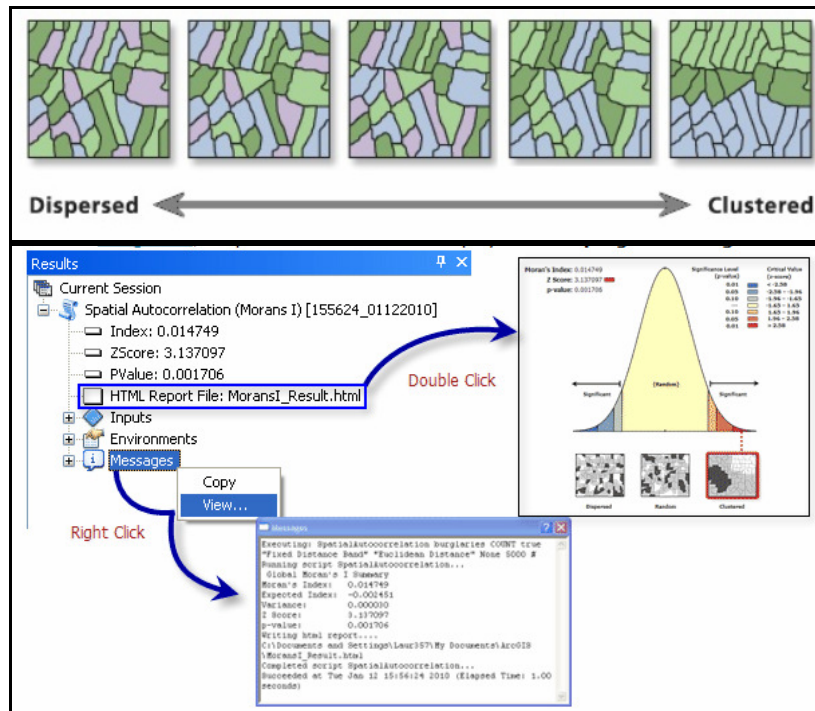 Dispersed
Clustered
Results
Current Session
Spatial Autocorrelation (Morans I) [155624_01122010]
Index: 0.014749
ZScore: 3.137097
PValue: 0.001706
HTML Report File: MoransI_Result.html
Inputs
Environments
Messages
Copy
View...
Double Click
Right Click
Moran's Index: 0.014749
Z Score: 3.137097
p-value: 0.001706
Significance Level
(p-value)
0.01
0.05
0.10
---
0.10
0.05
0.01
Critical Value
(z-score)
< -2.58
-2.58 - -1.96
-1.96 - -1.65
-1.65 - 1.65
1.65 - 1.96
1.96 - 2.58
> 2.58
Significant
(Random)
Significant
Dispersed
Random
Clustered
Messages
Executing: SpatialAutocorrelation burglaries COUNT true
"Fixed Distance Band" "Euclidean Distance" None 5000 #
Running script SpatialAutocorrelation...
Global Moran's I Summary
Moran's Index: 0.014749
Expected Index: -0.002451
Variance: 0.000030
Z Score: 3.137097
p-value: 0.001706
Writing html report....
C:\Documents and Settings\Laur357\My Documents\ArcGIS
\MoransI_Result.html
Completed script SpatialAutocorrelation...
Succeeded at Tue Jan 12 15:56:24 2010 (Elapsed Time: 1.00
seconds)